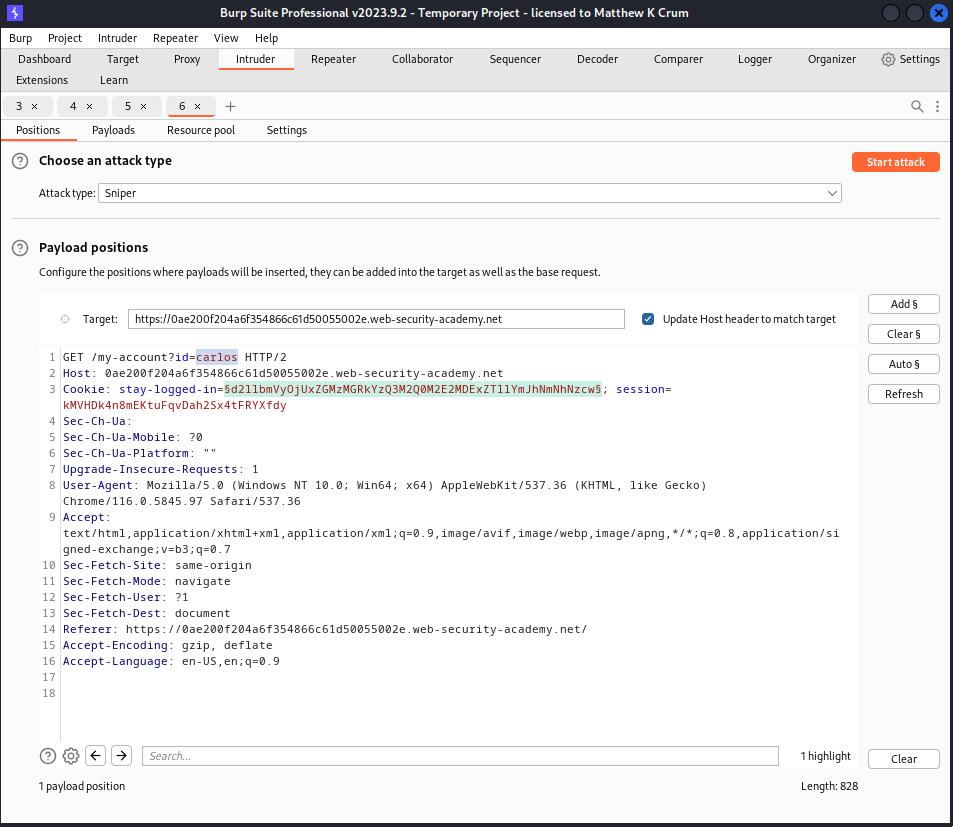 Burp Suite Professional v2023.9.2 - Temporary Project - licensed to Matthew K Crum
Burp Project Intruder Repeater View Help
Dashboard Target Proxy Intruder Repeater Collaborator Sequencer Decoder Comparer Logger Organizer Settings
Extensions Learn
3 × 4 × 5 × 6 × +
Positions Payloads Resource pool Settings
? Choose an attack type
Start attack
Attack type: Sniper
? Payload positions
Configure the positions where payloads will be inserted, they can be added into the target as well as the base request.
Target: https://0ae200f204a6f354866c61d50055002e.web-security-academy.net
Update Host header to match target
Add §
Clear §
Auto §
Refresh
1 GET /my-account?id=carlos HTTP/2
2 Host: 0ae200f204a6f354866c61d50055002e.web-security-academy.net
3 Cookie: stay-logged-in=§d2llbmVyOjUxZGMzMGRkYzQ3M2Q0M2E2MDExZTllYmJhNmNhNzcw§; session=
kMVHDk4n8mEKtuFqvDah2Sx4tFRYXfdy
4 Sec-Ch-Ua:
5 Sec-Ch-Ua-Mobile: ?0
6 Sec-Ch-Ua-Platform: ""
7 Upgrade-Insecure-Requests: 1
8 User-Agent: Mozilla/5.0 (Windows NT 10.0; Win64; x64) AppleWebKit/537.36 (KHTML, like Gecko)
Chrome/116.0.5845.97 Safari/537.36
9 Accept:
text/html,application/xhtml+xml,application/xml;q=0.9,image/avif,image/webp,image/apng,*/*;q=0.8,application/si
gned-exchange;v=b3;q=0.7
10 Sec-Fetch-Site: same-origin
11 Sec-Fetch-Mode: navigate
12 Sec-Fetch-User: ?1
13 Sec-Fetch-Dest: document
14 Referer: https://0ae200f204a6f354866c61d50055002e.web-security-academy.net/
15 Accept-Encoding: gzip, deflate
16 Accept-Language: en-US,en;q=0.9
17
18
? Search... 1 highlight Clear
1 payload position Length: 828